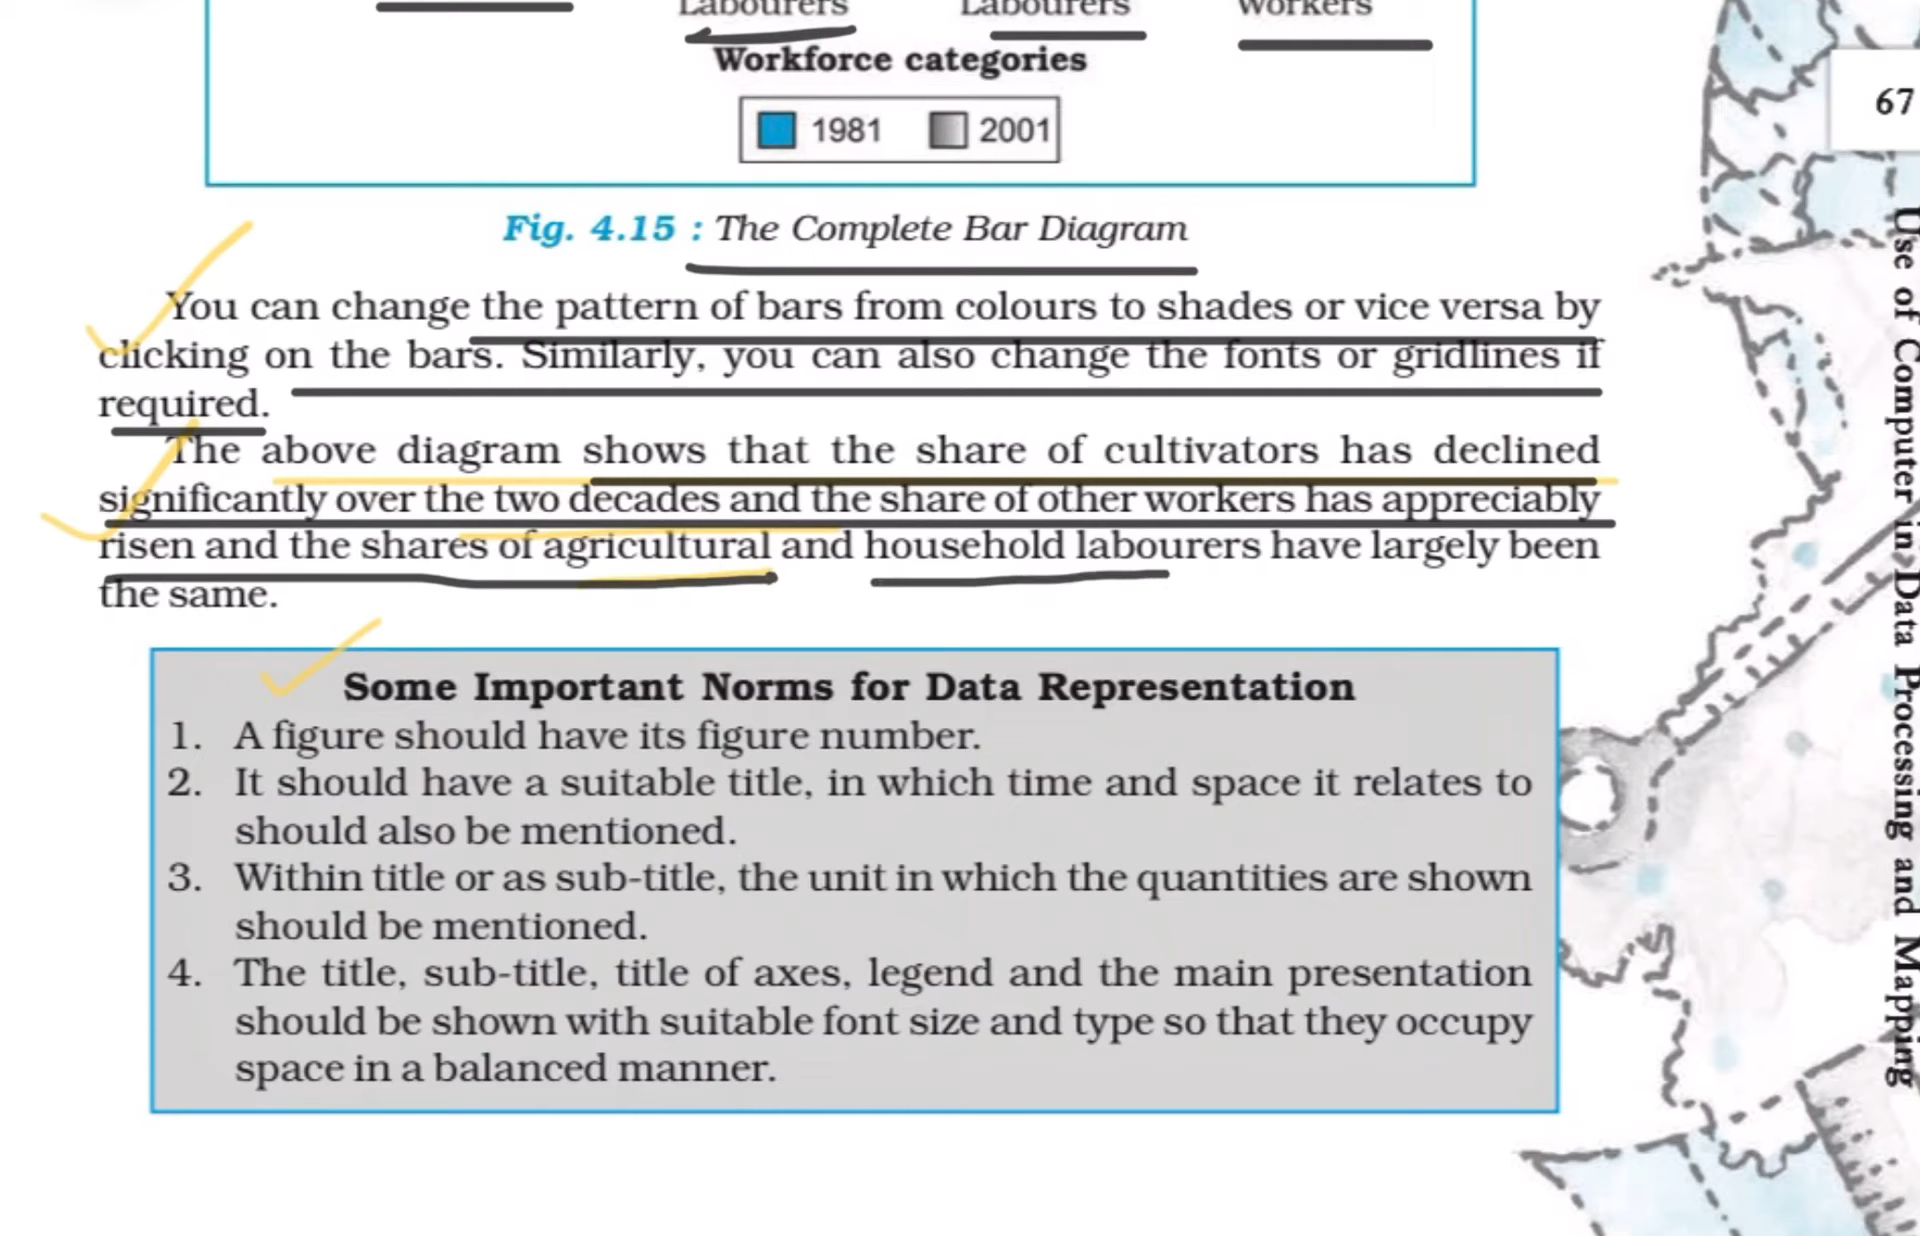 Labourers Labourers Workers
Workforce categories
1981 2001
67
Fig. 4.15 : The Complete Bar Diagram
You can change the pattern of bars from colours to shades or vice versa by
clicking on the bars. Similarly, you can also change the fonts or gridlines if
required.
The above diagram shows that the share of cultivators has declined
significantly over the two decades and the share of other workers has appreciably
risen and the shares of agricultural and household labourers have largely been
the same.
Some Important Norms for Data Representation
1. A figure should have its figure number.
2. It should have a suitable title, in which time and space it relates to
should also be mentioned.
3. Within title or as sub-title, the unit in which the quantities are shown
should be mentioned.
4. The title, sub-title, title of axes, legend and the main presentation
should be shown with suitable font size and type so that they occupy
space in a balanced manner.
Use of Computer in Data Processing and Mapping